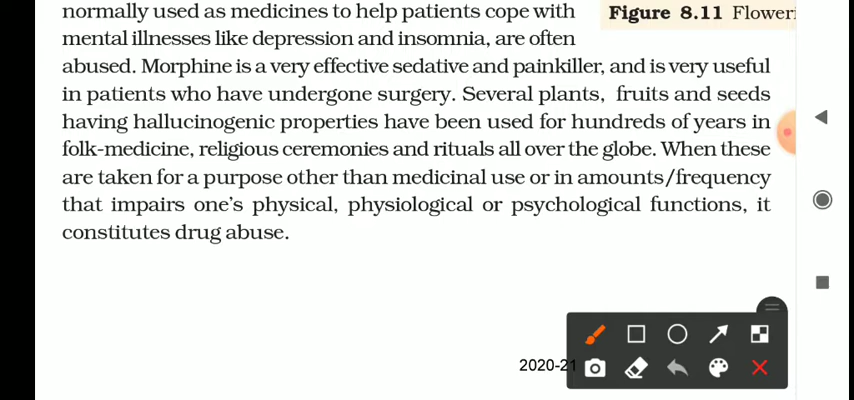 normally used as medicines to help patients cope with
Figure 8.11 Floweri
mental illnesses like depression and insomnia, are often
abused. Morphine is a very effective sedative and painkiller, and is very useful
in patients who have undergone surgery. Several plants, fruits and seeds
having hallucinogenic properties have been used for hundreds of years in
folk-medicine, religious ceremonies and rituals all over the globe. When these
are taken for a purpose other than medicinal use or in amounts/frequency
that impairs one's physical, physiological or psychological functions, it
constitutes drug abuse.
2020-21